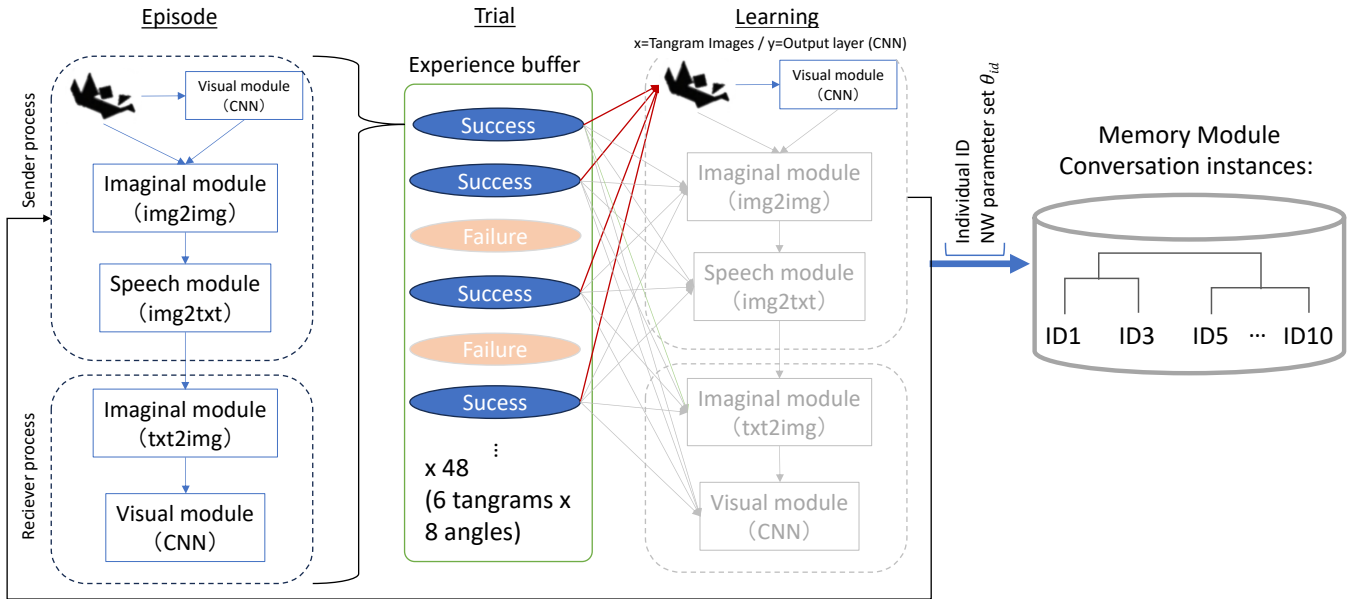 Episode
Sender process
Visual module
（CNN）
Imaginal module
（img2img）
Speech module
（img2txt）
Reciever process
Imaginal module
（txt2img）
Visual module
（CNN）
Trial
Experience buffer
Success
Success
Failure
Success
Failure
Sucess
...
x 48
(6 tangrams x
8 angles)
Learning
x=Tangram Images / y=Output layer (CNN)
Visual module
（CNN）
Imaginal module
（img2img）
Speech module
（img2txt）
Imaginal module
（txt2img）
Visual module
（CNN）
Individual ID
NW parameter set θ_id
Memory Module
Conversation instances:
ID1 ID3 ID5 ... ID10